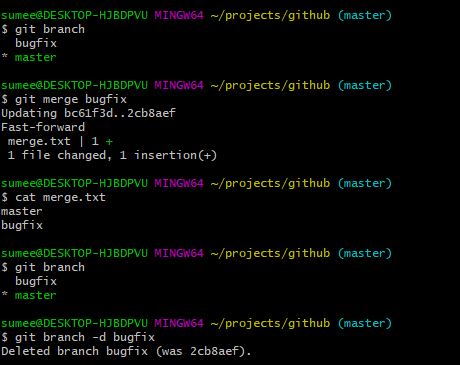 sumee@DESKTOP-HJBDPVU MINGW64 ~/projects/github (master)
$ git branch
  bugfix
* master
sumee@DESKTOP-HJBDPVU MINGW64 ~/projects/github (master)
$ git merge bugfix
Updating bc61f3d..2cb8aef
Fast-forward
 merge.txt | 1 +
 1 file changed, 1 insertion(+)
sumee@DESKTOP-HJBDPVU MINGW64 ~/projects/github (master)
$ cat merge.txt
master
bugfix
sumee@DESKTOP-HJBDPVU MINGW64 ~/projects/github (master)
$ git branch
  bugfix
* master
sumee@DESKTOP-HJBDPVU MINGW64 ~/projects/github (master)
$ git branch -d bugfix
Deleted branch bugfix (was 2cb8aef).